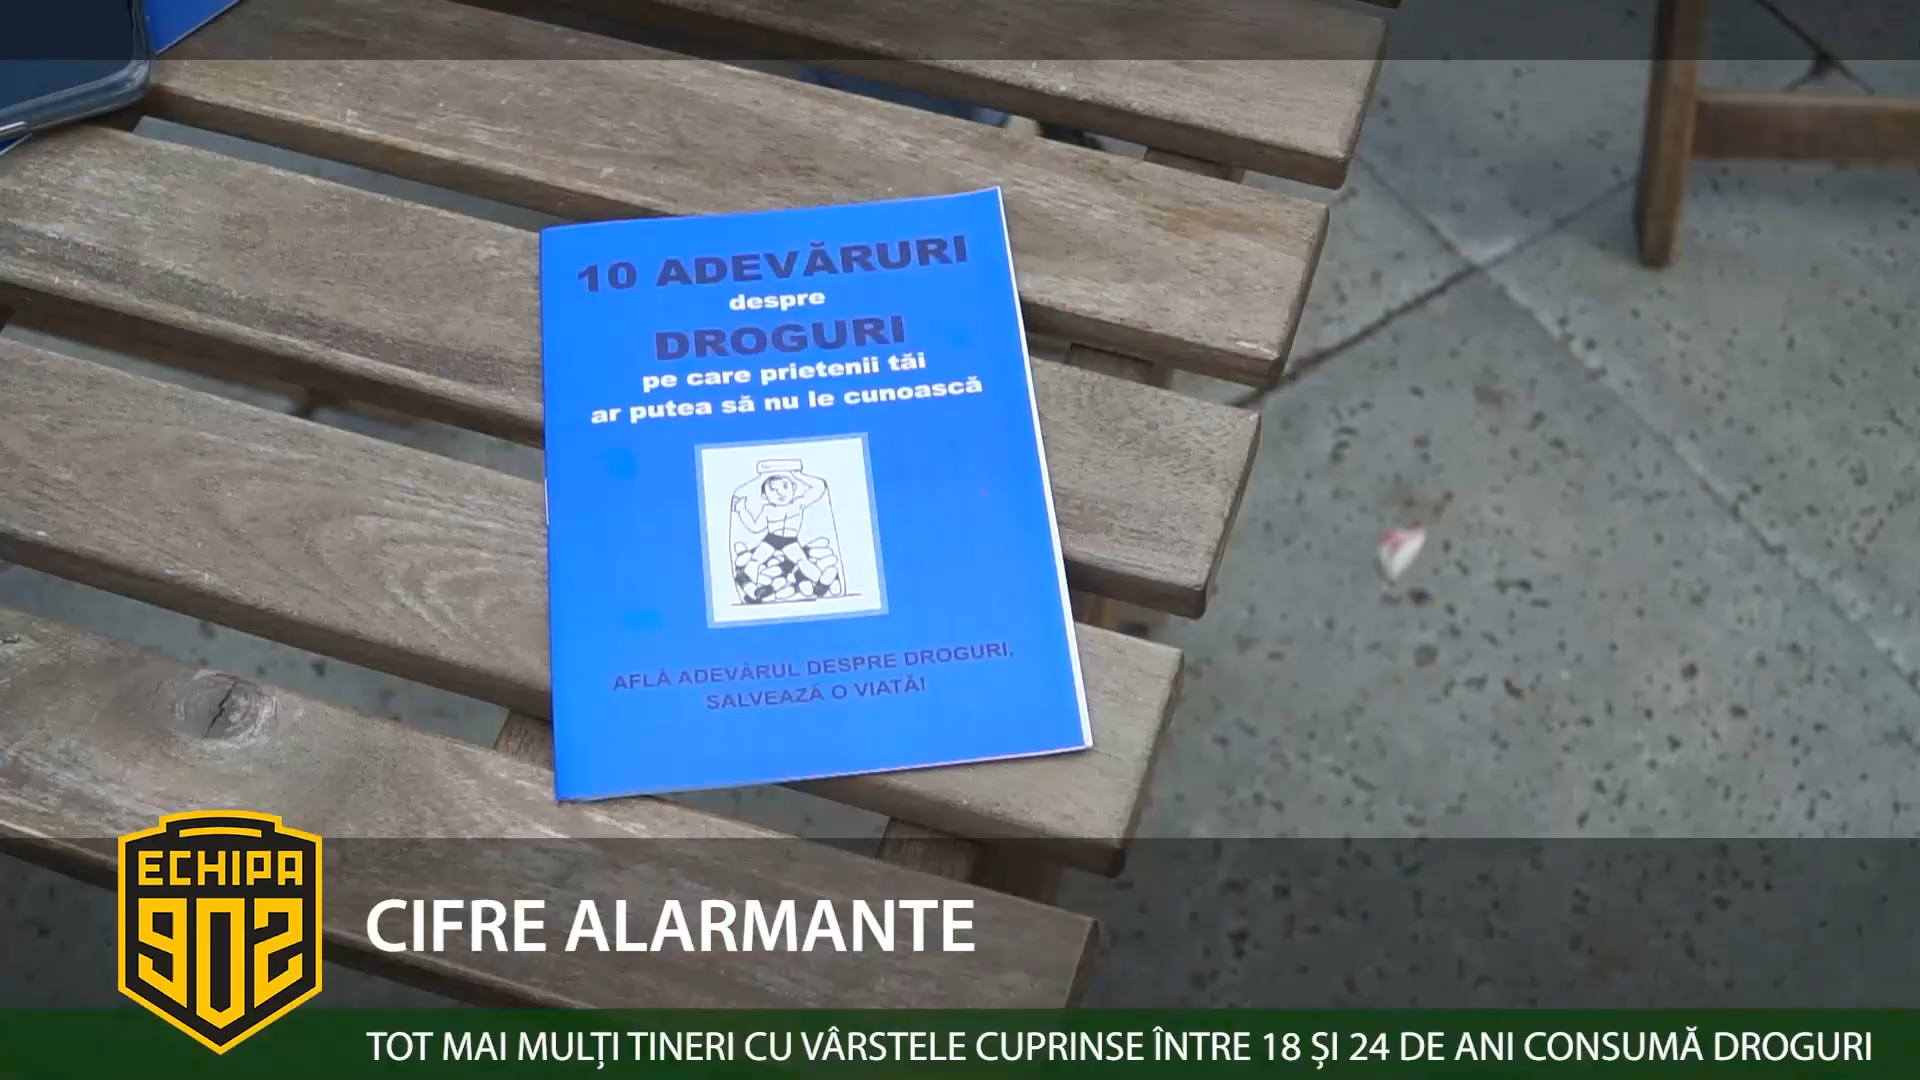 10 ADEVĂRURI
despre
DROGURI
pe care prietenii tăi
ar putea să nu le cunoască
AFLĂ ADEVĂRUL DESPRE DROGURI,
SALVEAZĂ O VIATĂ!
ECHIPA
902
CIFRE ALARMANTE
TOT MAI MULȚI TINERI CU VÂRSTELE CUPRINSE ÎNTRE 18 ȘI 24 DE ANI CONSUMĂ DROGURI